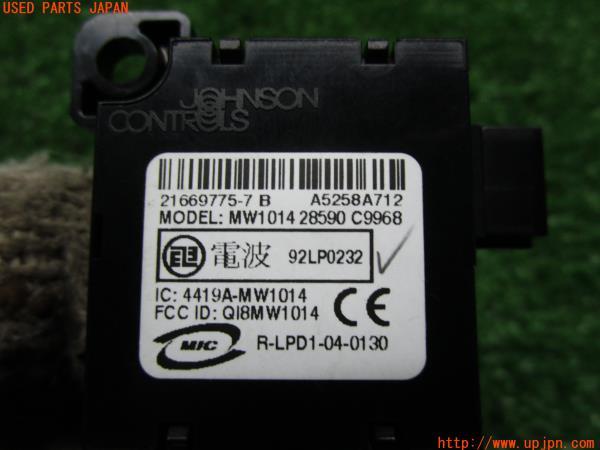 USED PARTS JAPAN
JOHNSON
CONTROLS
21669775-7 B A5258A712
MODEL: MW1014 28590 C9968
電波 92LP0232
IC: 4419A-MW1014
FCC ID: QI8MW1014
CE
MIC R-LPD1-04-0130
http://www.upjpn.com/